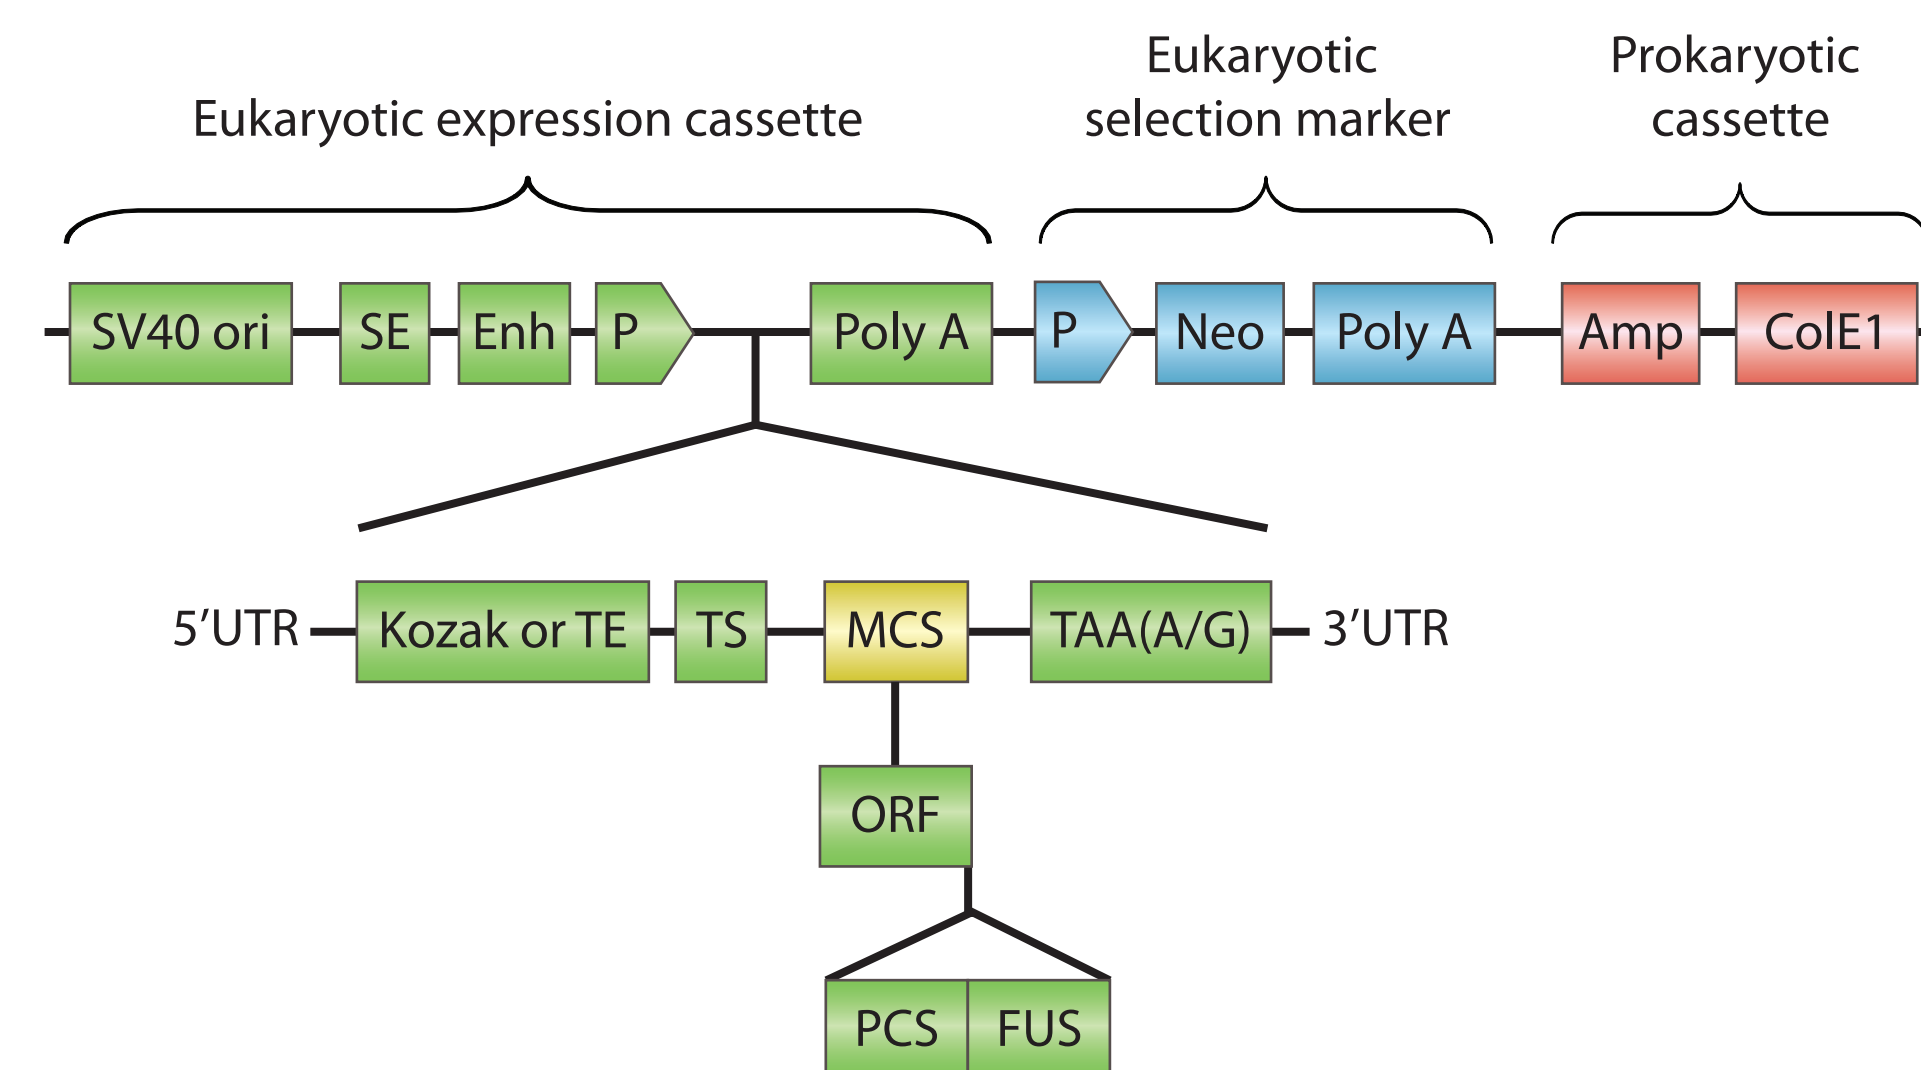 Eukaryotic expression cassette
Eukaryotic
selection marker
Prokaryotic
cassette
SV40 ori SE Enh P Poly A P Neo Poly A Amp ColE1
5’UTR Kozak or TE TS MCS TAA(A/G) 3’UTR
ORF
PCS FUS